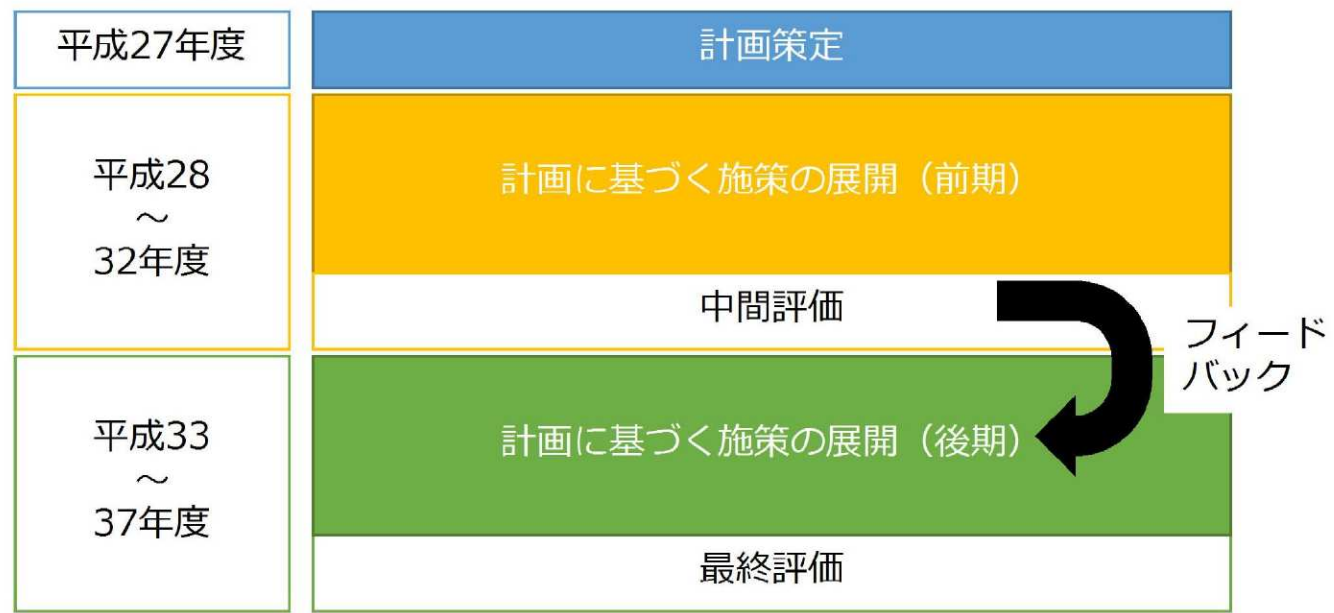 平成27年度
計画策定
平成28
～
32年度
計画に基づく施策の展開（前期）
中間評価
フィード
バック
平成33
～
37年度
計画に基づく施策の展開（後期）
最終評価